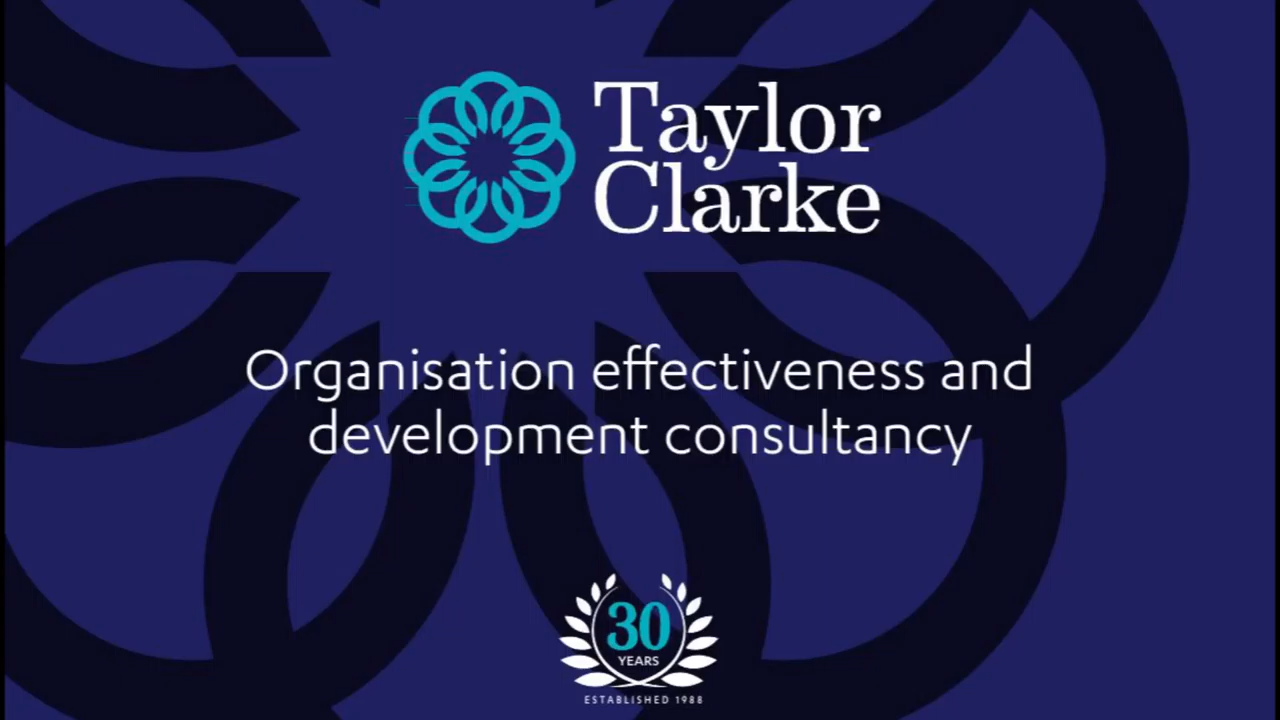 Taylor
Clarke
Organisation effectiveness and
development consultancy
30
YEARS
ESTABLISHED 1988